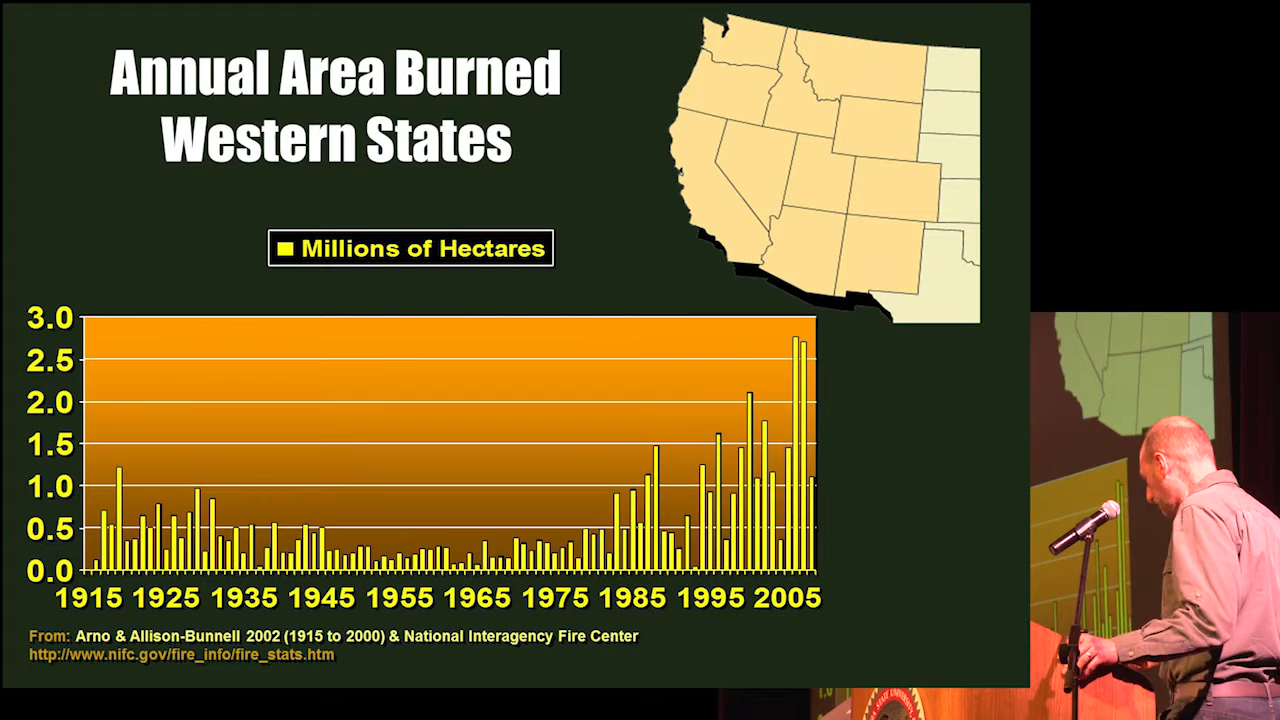 Annual Area Burned
Western States
Millions of Hectares
3.0
2.5
2.0
1.5
1.0
0.5
0.0
1915 1925 1935 1945 1955 1965 1975 1985 1995 2005
From: Arno & Allison-Bunnell 2002 (1915 to 2000) & National Interagency Fire Center
http://www.nifc.gov/fire_info/fire_stats.htm
STATE UNIVERSITY